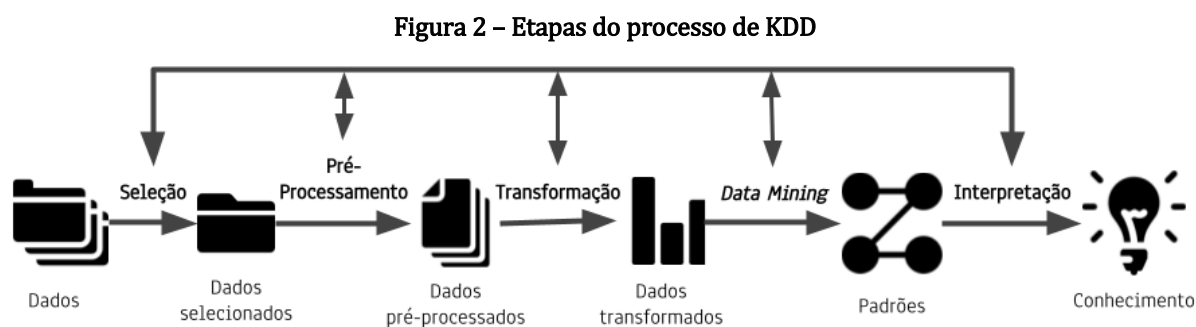 Figura 2 – Etapas do processo de KDD
Seleção
Pré-
Processamento
Transformação
Data Mining
Interpretação
Dados
Dados
selecionados
Dados
pré-processados
Dados
transformados
Padrões
Conhecimento